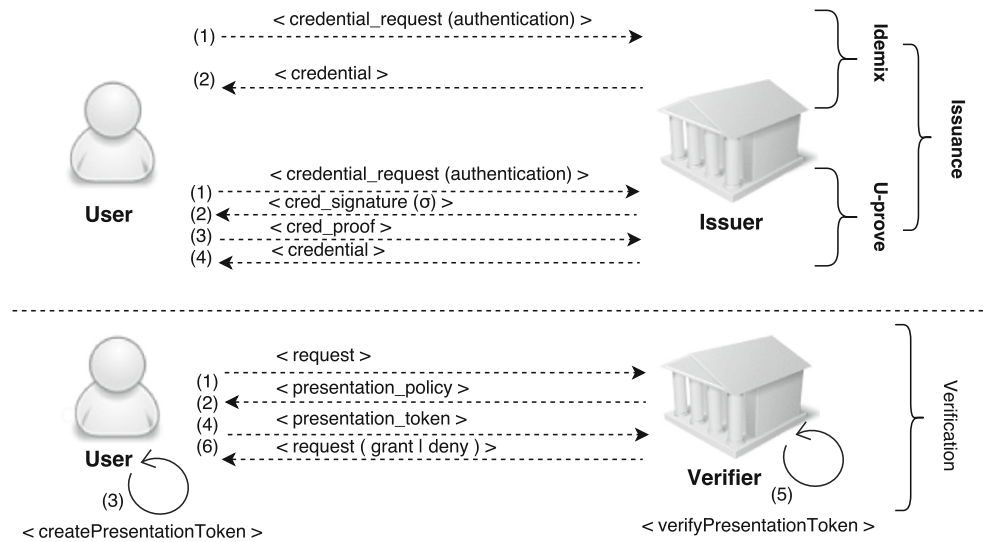 < credential_request (authentication) >
(1)
< credential >
(2)
Idemix
Issuance
< credential_request (authentication) >
(1)
< cred_signature (σ) >
(2)
< cred_proof >
(3)
< credential >
(4)
User
Issuer
U-prove
< request >
(1)
< presentation_policy >
(2)
< presentation_token >
(4)
< request ( grant | deny ) >
(6)
User
Verifier
Verification
(3)
(5)
< createPresentationToken >
< verifyPresentationToken >